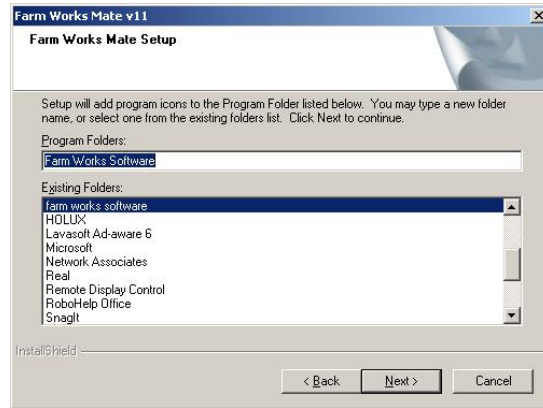 Farm Works Mate v11
Farm Works Mate Setup
Setup will add program icons to the Program Folder listed below. You may type a new folder
name, or select one from the existing folders list. Click Next to continue.
Program Folders:
Farm Works Software
Existing Folders:
farm works software
HOLUX
Lavasoft Ad-aware 6
Microsoft
Network Associates
Real
Remote Display Control
RoboHelp Office
SnagIt
InstallShield
< Back Next > Cancel